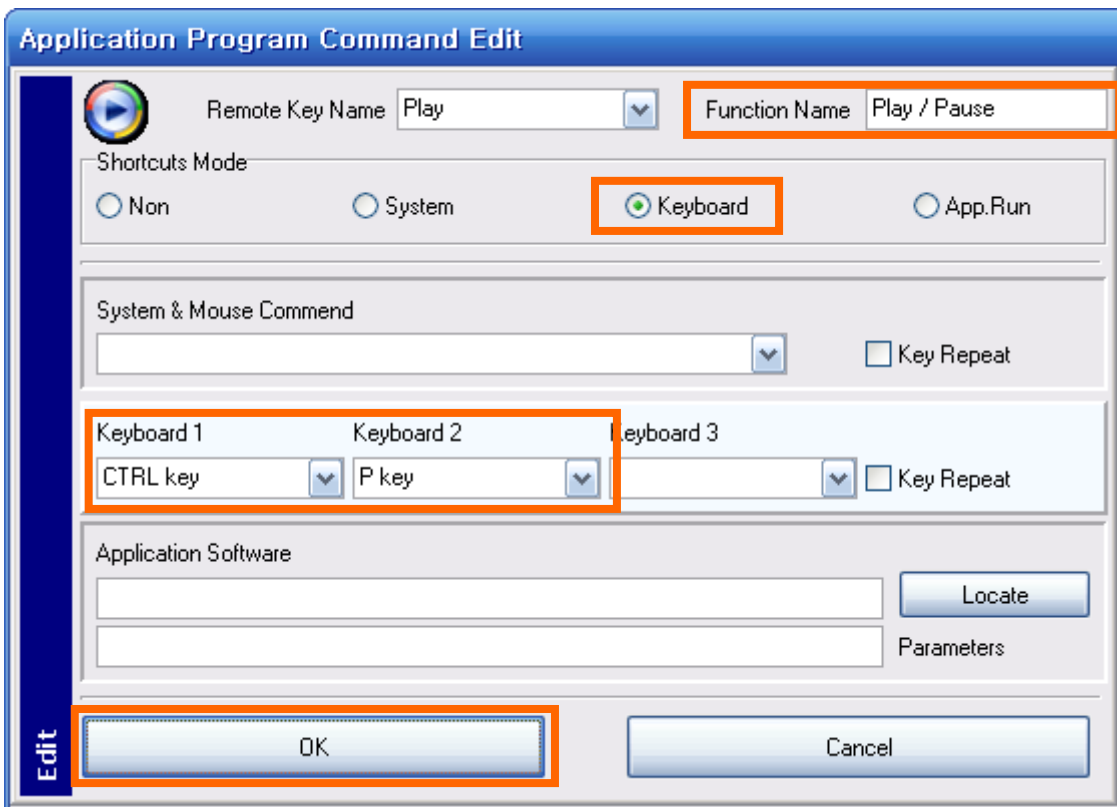 Application Program Command Edit
Remote Key Name Play Function Name Play / Pause
Shortcuts Mode
Non System Keyboard App.Run
System & Mouse Commend
Key Repeat
Keyboard 1 Keyboard 2 Keyboard 3
CTRL key P key Key Repeat
Application Software
Locate
Parameters
OK Cancel
Edit